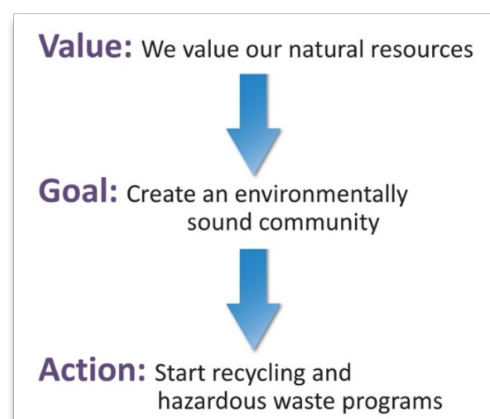 Value: We value our natural resources
Goal: Create an environmentally
sound community
Action: Start recycling and
hazardous waste programs